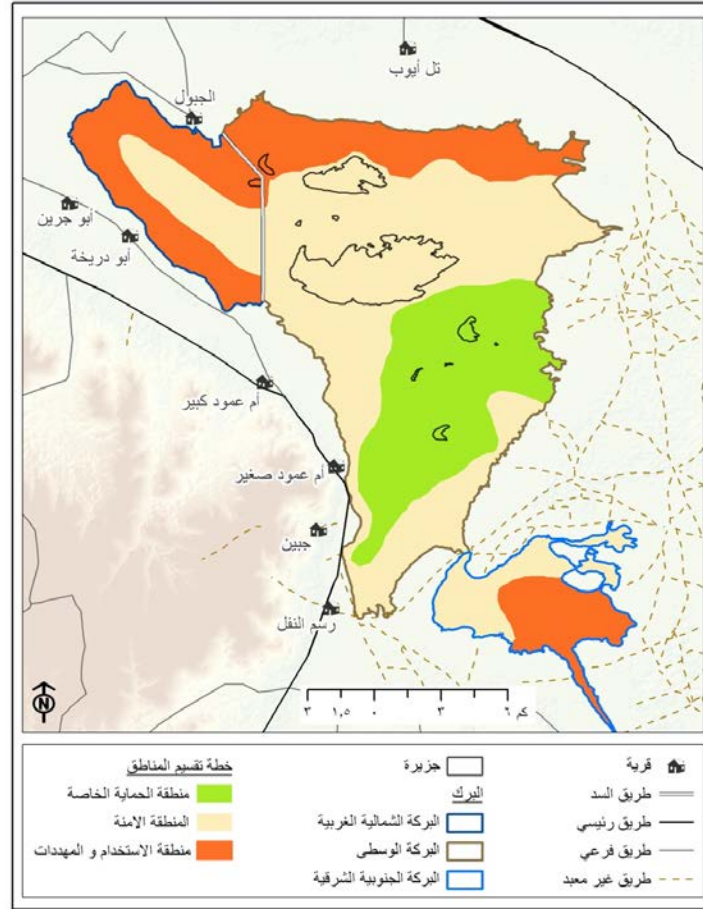 تل أيوب
الجبول
أبو جرين
أبو دريخة
أم عمود كبير
أم عمود صغير
جبين
رسم النفل
N
٣ ١,٥ ٠ ٣ ٦ كم
قرية
طريق السد
طريق رئيسي
طريق فرعي
طريق غير معبد
جزيرة
البرك
البركة الشمالية الغربية
البركة الوسطى
البركة الجنوبية الشرقية
خطة تقسيم المناطق
منطقة الحماية الخاصة
المنطقة الامنة
منطقة الاستخدام و المهددات